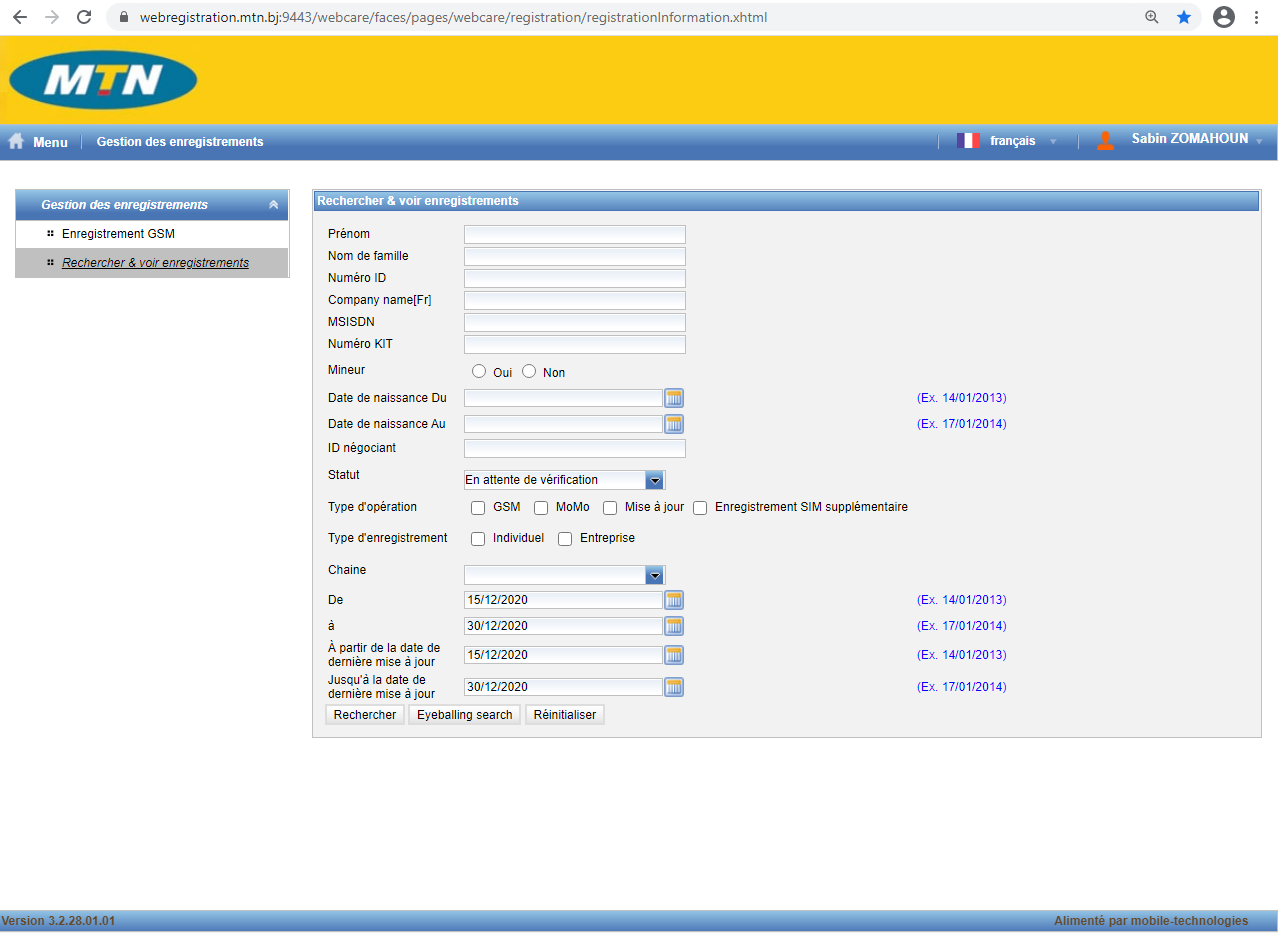 webregistration.mtn.bj:9443/webcare/faces/pages/webcare/registration/registrationInformation.xhtml
MTN
Menu Gestion des enregistrements français Sabin ZOMAHOUN
Gestion des enregistrements
Enregistrement GSM
Rechercher & voir enregistrements
Rechercher & voir enregistrements
Prénom
Nom de famille
Numéro ID
Company name[Fr]
MSISDN
Numéro KIT
Mineur Oui Non
Date de naissance Du (Ex. 14/01/2013)
Date de naissance Au (Ex. 17/01/2014)
ID négociant
Statut En attente de vérification
Type d'opération GSM MoMo Mise à jour Enregistrement SIM supplémentaire
Type d'enregistrement Individuel Entreprise
Chaine
De 15/12/2020 (Ex. 14/01/2013)
à 30/12/2020 (Ex. 17/01/2014)
À partir de la date de
dernière mise à jour 15/12/2020 (Ex. 14/01/2013)
Jusqu'à la date de
dernière mise à jour 30/12/2020 (Ex. 17/01/2014)
Rechercher Eyeballing search Réinitialiser
Version 3.2.28.01.01 Alimenté par mobile-technologies